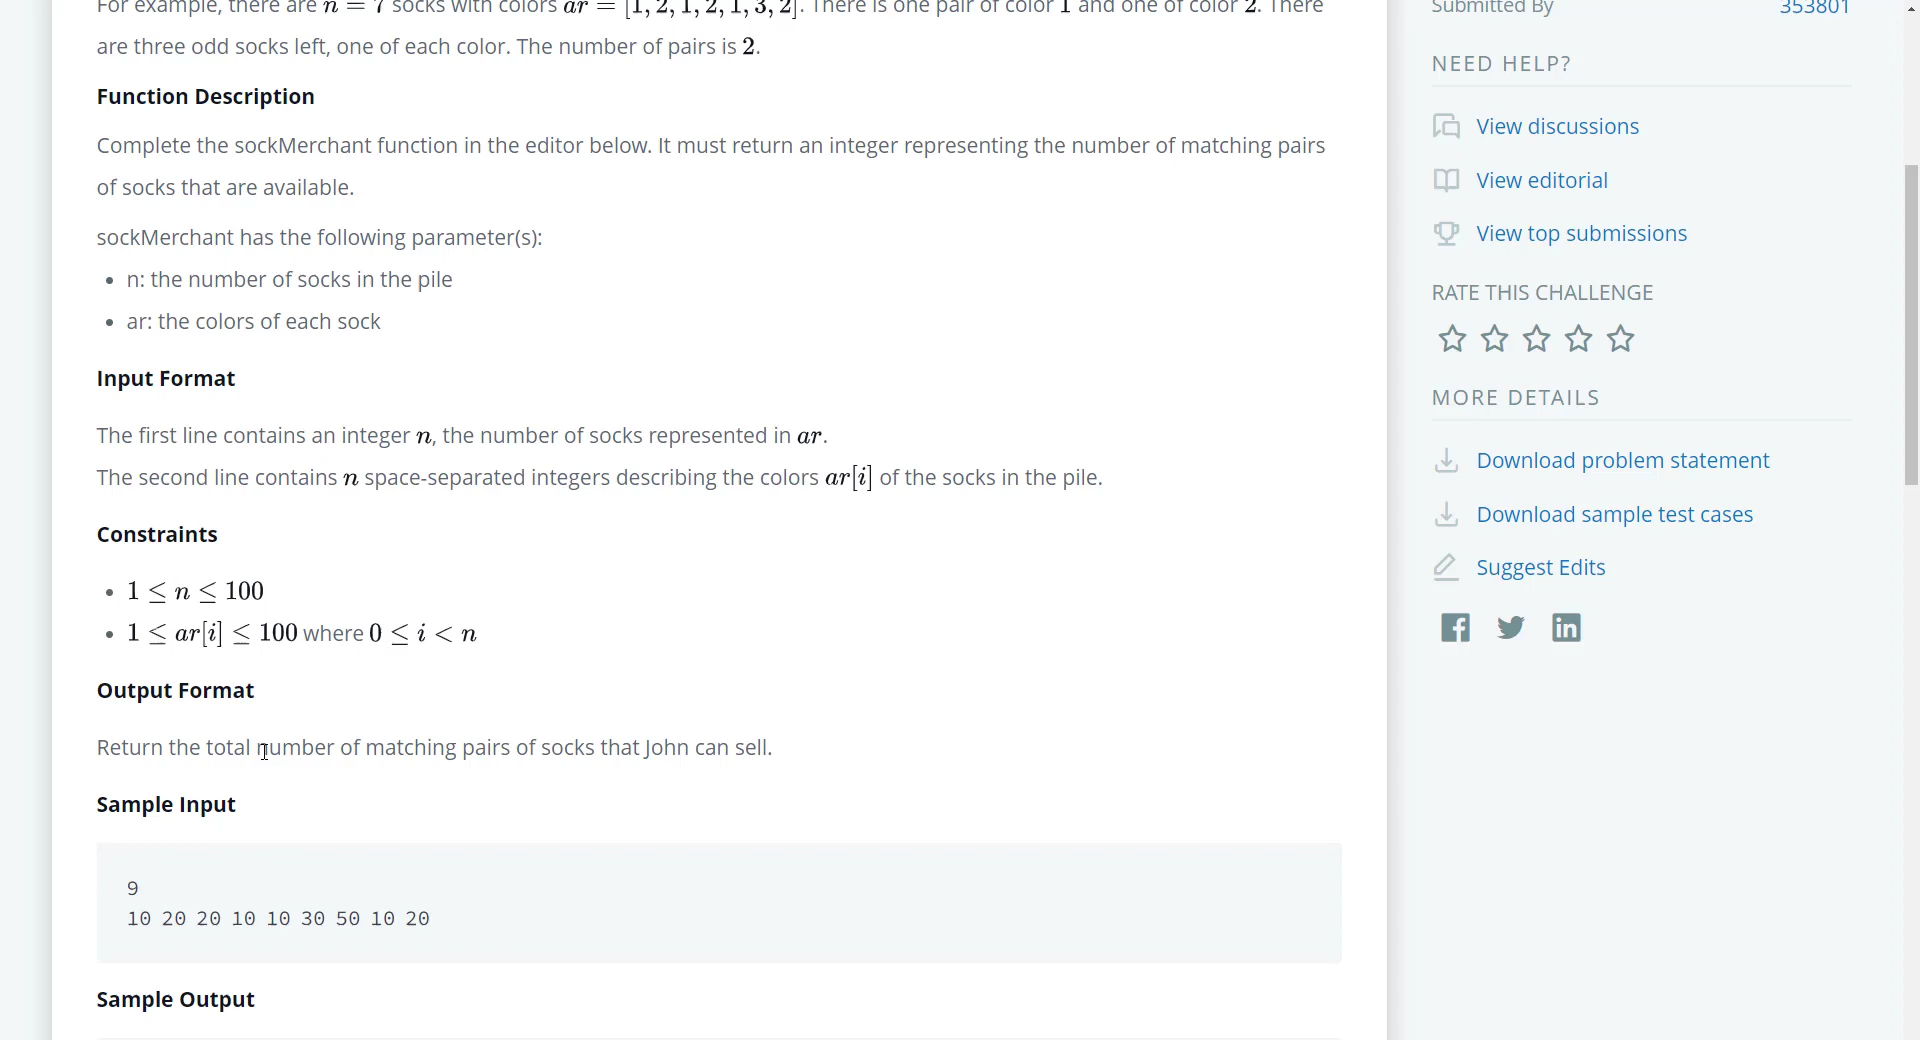 For example, there are n = 7 socks with colors ar = [1, 2, 1, 2, 1, 3, 2]. There is one pair of color 1 and one of color 2. There
are three odd socks left, one of each color. The number of pairs is 2.
Function Description
Complete the sockMerchant function in the editor below. It must return an integer representing the number of matching pairs
of socks that are available.
sockMerchant has the following parameter(s):
• n: the number of socks in the pile
• ar: the colors of each sock
Input Format
The first line contains an integer n, the number of socks represented in ar.
The second line contains n space-separated integers describing the colors ar[i] of the socks in the pile.
Constraints
• 1 ≤ n ≤ 100
• 1 ≤ ar[i] ≤ 100 where 0 ≤ i < n
Output Format
Return the total number of matching pairs of socks that John can sell.
Sample Input
9
10 20 20 10 10 30 50 10 20
Sample Output
Submitted By 353801
NEED HELP?
View discussions
View editorial
View top submissions
RATE THIS CHALLENGE
MORE DETAILS
Download problem statement
Download sample test cases
Suggest Edits